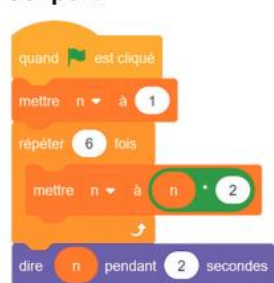 quand est cliqué
mettre n à 1
répéter 6 fois
mettre n à n * 2
dire n pendant 2 secondes